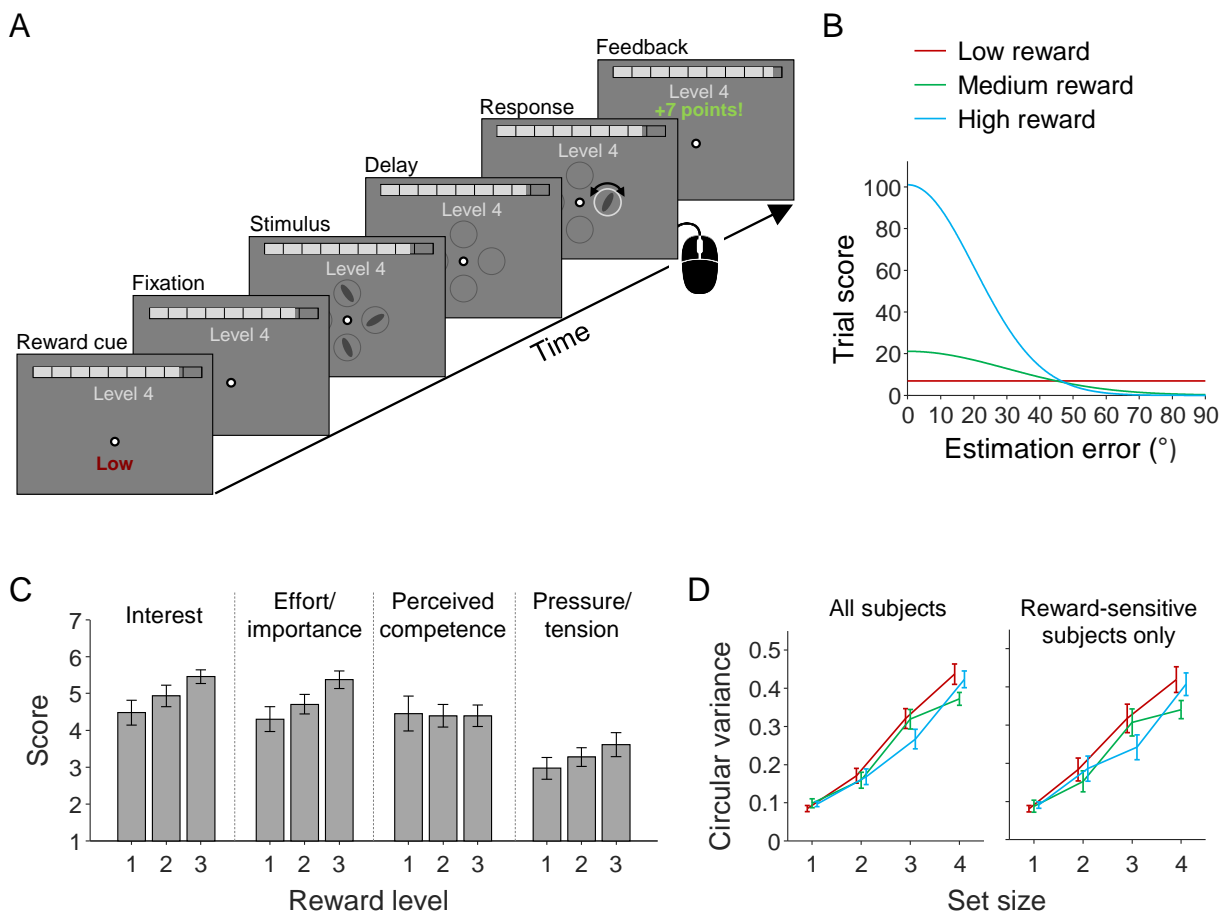 A
Reward cue
Level 4
Low
Fixation
Level 4
Stimulus
Level 4
Delay
Level 4
Response
Level 4
Feedback
Level 4
+7 points!
Time
B
Low reward
Medium reward
High reward
Trial score
100
80
60
40
20
0
0 10 20 30 40 50 60 70 80 90
Estimation error (°)
C
Interest
Effort/
importance
Perceived
competence
Pressure/
tension
Score
7
6
5
4
3
2
1
1 2 3 1 2 3 1 2 3 1 2 3
Reward level
D
All subjects
Reward-sensitive
subjects only
Circular variance
0.5
0.4
0.3
0.2
0.1
0
1 2 3 4 1 2 3 4
Set size